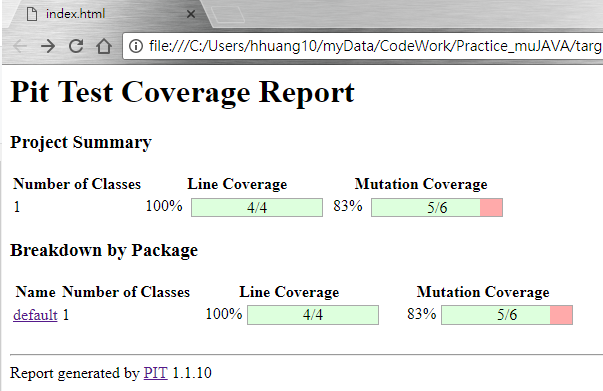 index.html
file:///C:/Users/hhuang10/myData/CodeWork/Practice_muJAVA/targ
Pit Test Coverage Report
Project Summary
Number of Classes Line Coverage Mutation Coverage
1 100% 4/4 83% 5/6
Breakdown by Package
Name Number of Classes Line Coverage Mutation Coverage
default 1 100% 4/4 83% 5/6
Report generated by PIT 1.1.10